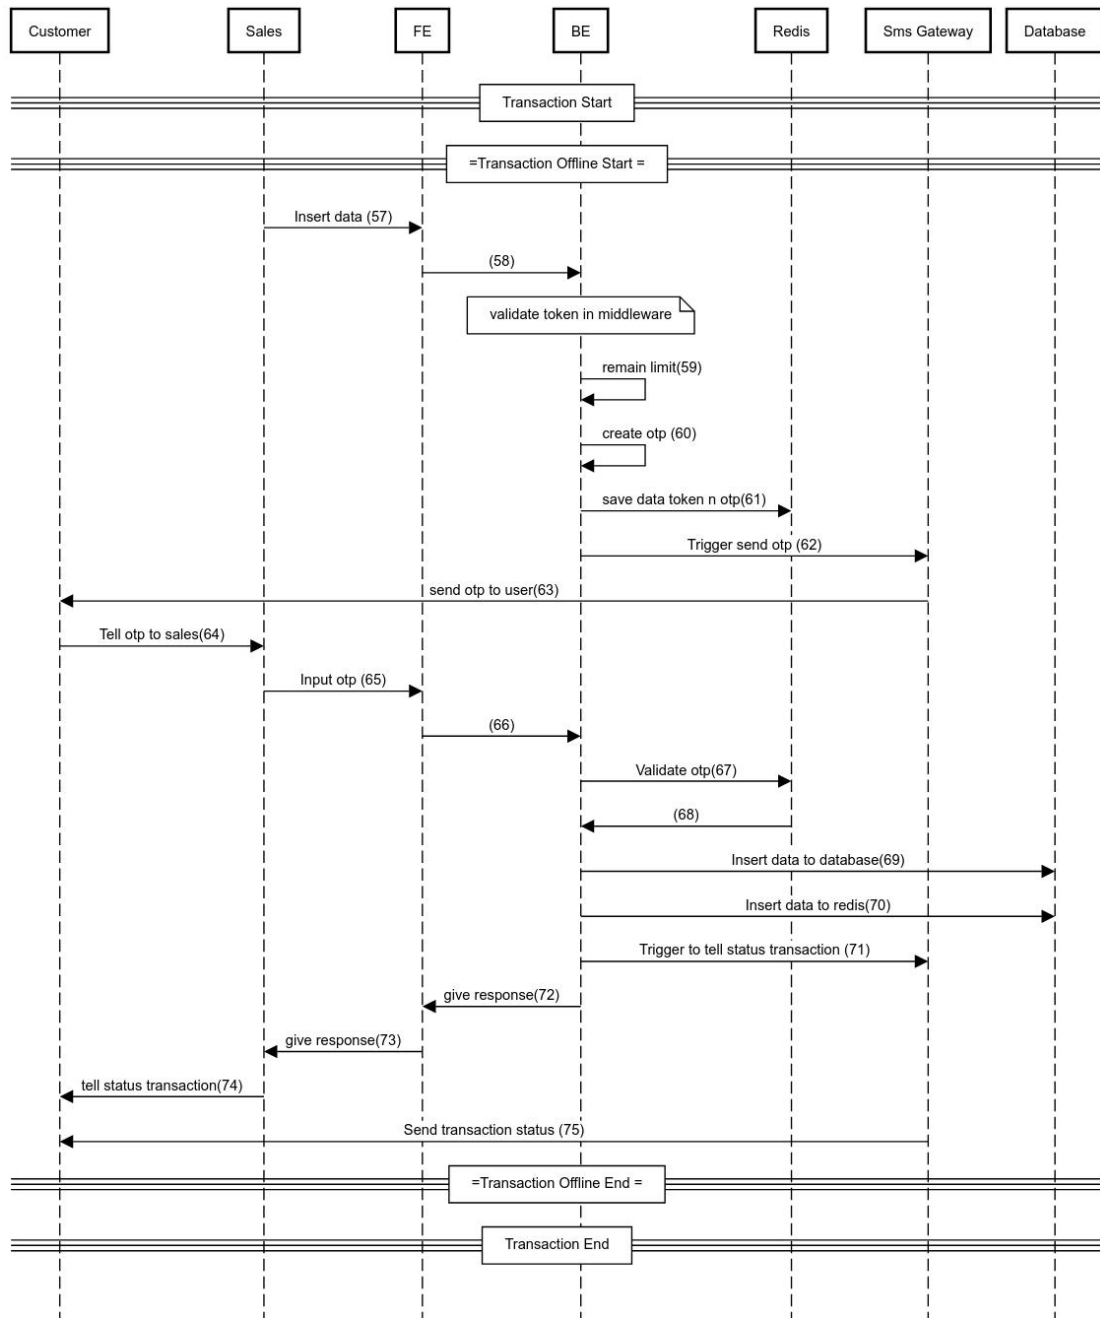 Customer
Sales
FE
BE
Redis
Sms Gateway
Database
Transaction Start
=Transaction Offline Start =
Insert data (57)
(58)
validate token in middleware
remain limit(59)
create otp (60)
save data token n otp(61)
Trigger send otp (62)
send otp to user(63)
Tell otp to sales(64)
Input otp (65)
(66)
Validate otp(67)
(68)
Insert data to database(69)
Insert data to redis(70)
Trigger to tell status transaction (71)
give response(72)
give response(73)
tell status transaction(74)
Send transaction status (75)
=Transaction Offline End =
Transaction End